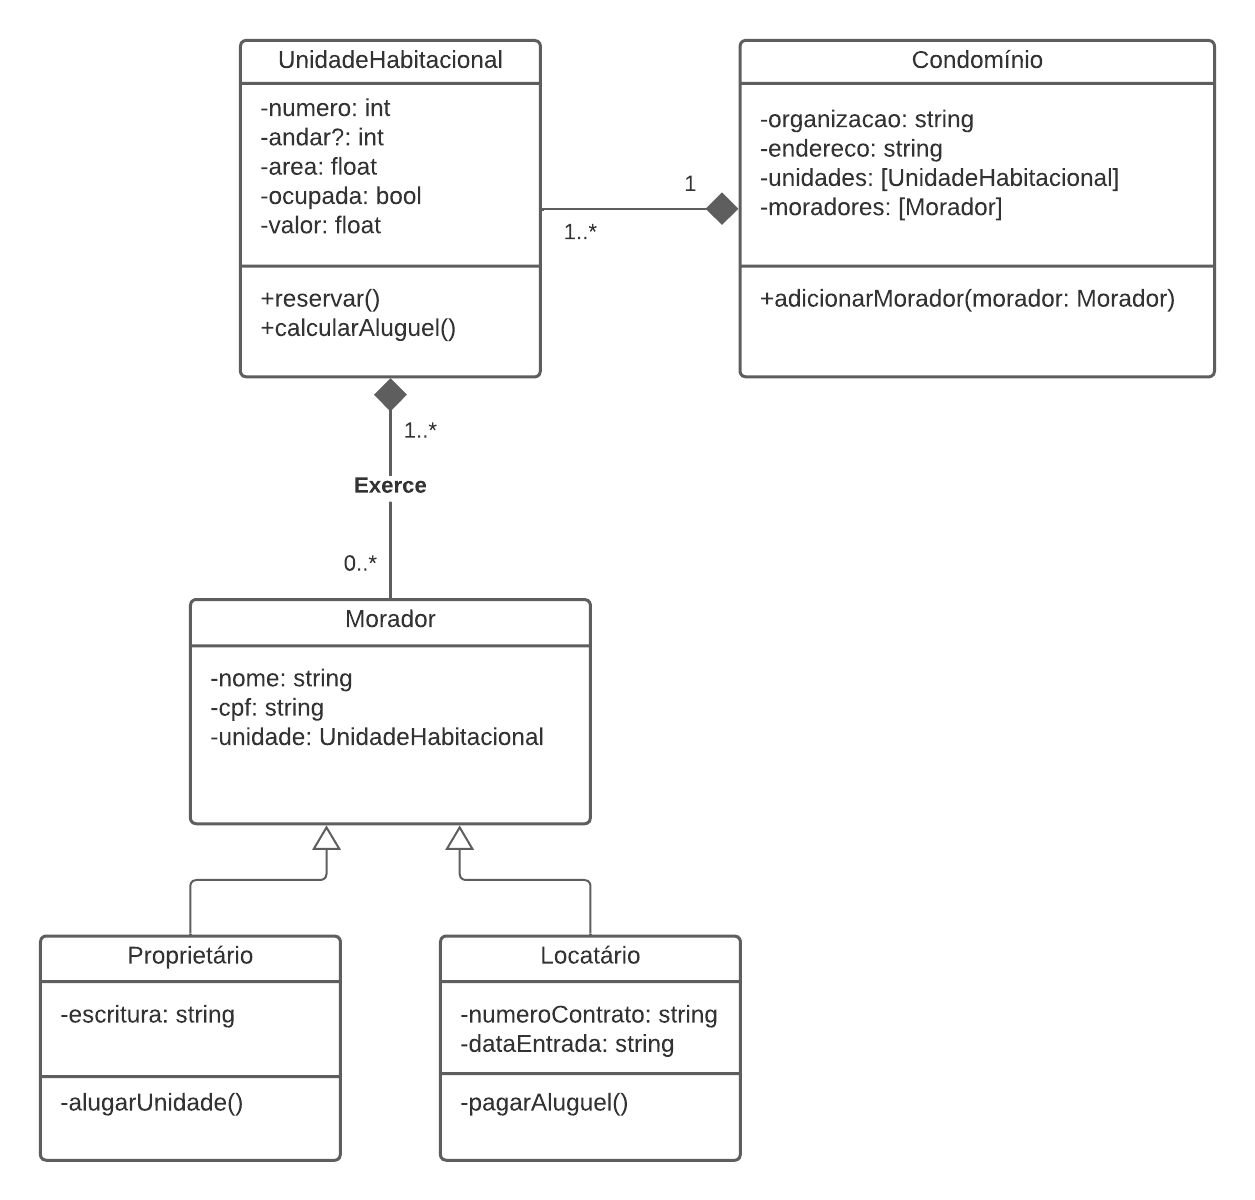 UnidadeHabitacional
-numero: int
-andar?: int
-area: float
-ocupada: bool
-valor: float
+reservar()
+calcularAluguel()
Condomínio
-organizacao: string
-endereco: string
-unidades: [UnidadeHabitacional]
-moradores: [Morador]
+adicionarMorador(morador: Morador)
1
1..*
1..*
Exerce
0..*
Morador
-nome: string
-cpf: string
-unidade: UnidadeHabitacional
Proprietário
-escritura: string
-alugarUnidade()
Locatário
-numeroContrato: string
-dataEntrada: string
-pagarAluguel()